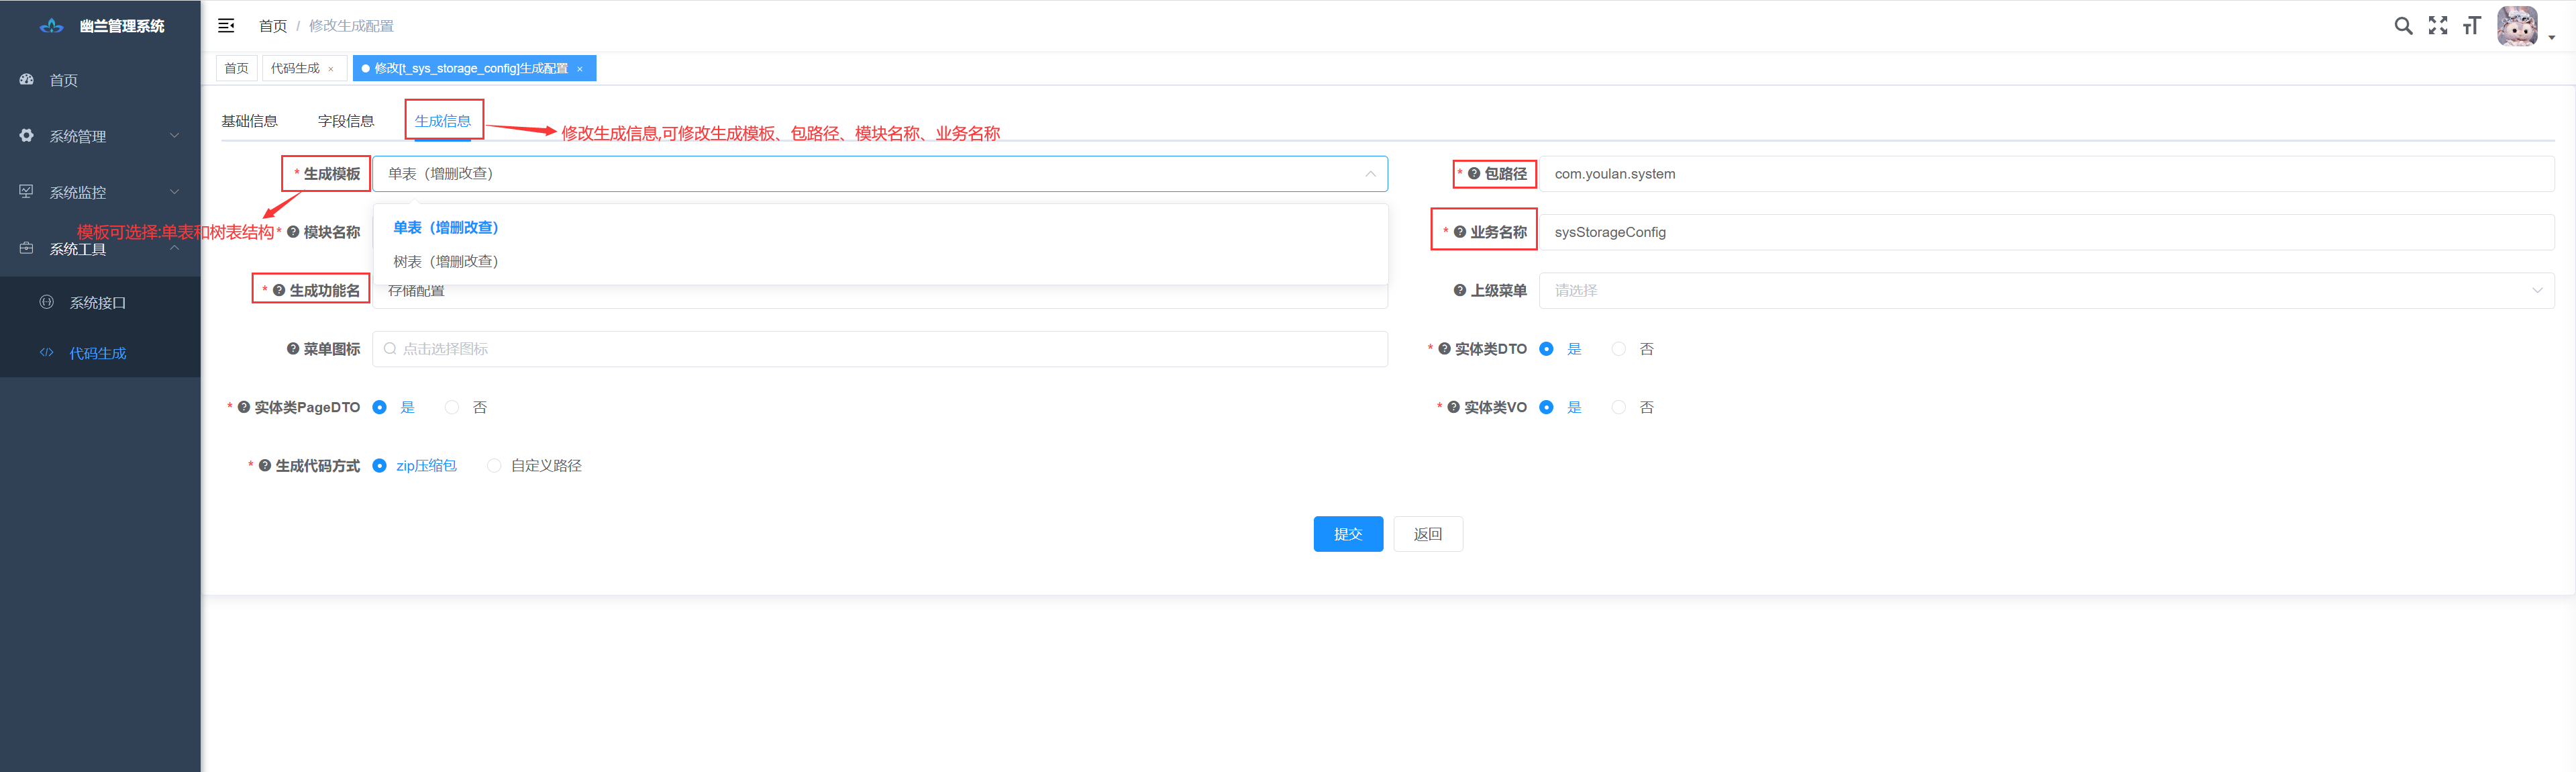 幽兰管理系统
首页 / 修改生成配置
首页
代码生成 ×
修改[t_sys_storage_config]生成配置 ×
首页
系统管理
系统监控
系统工具
系统接口
代码生成
基础信息
字段信息
生成信息
修改生成信息,可修改生成模板、包路径、模块名称、业务名称
* 生成模板
单表（增删改查）
* 包路径
com.youlan.system
模板可选择:单表和树表结构
* 模块名称
单表（增删改查）
树表（增删改查）
* 业务名称
sysStorageConfig
* 生成功能名
存储配置
上级菜单
请选择
菜单图标
点击选择图标
* 实体类DTO
是
否
* 实体类PageDTO
是
否
* 实体类VO
是
否
* 生成代码方式
zip压缩包
自定义路径
提交
返回